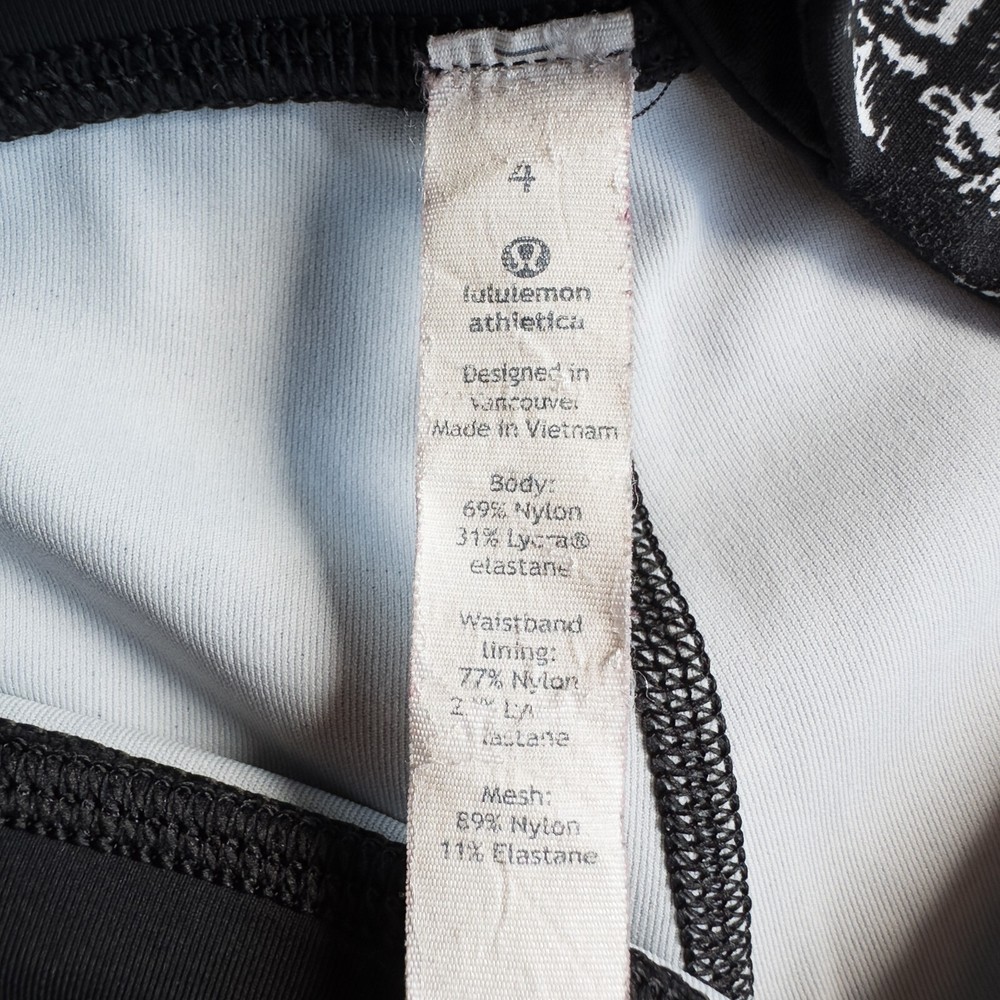 4
lululemon
athletica
Designed in
Vancouver
Made in Vietnam
Body:
69% Nylon
31% Lycra®
elastane
Waistband
lining:
77% Nylon
Mesh:
89% Nylon
11% Elastane